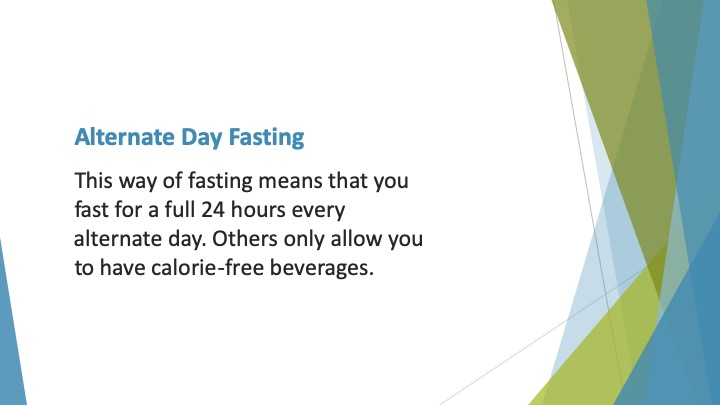 Alternate Day Fasting
This way of fasting means that you
fast for a full 24 hours every
alternate day. Others only allow you
to have calorie-free beverages.